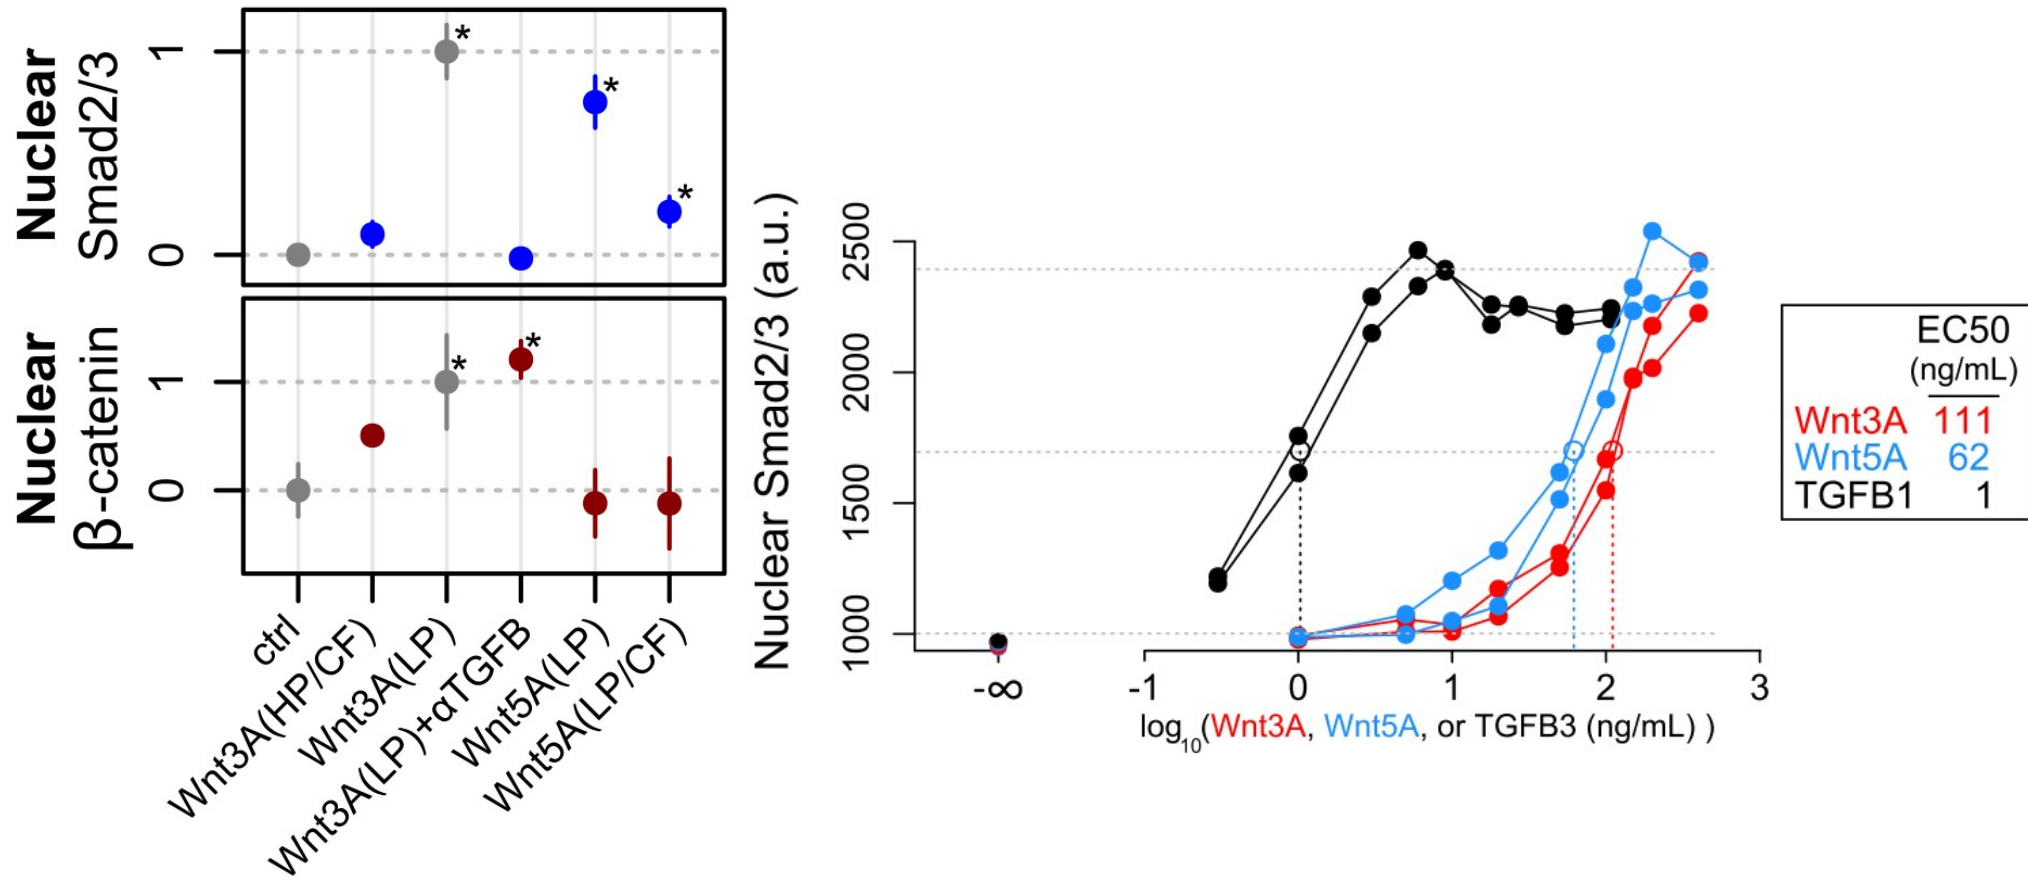 Nuclear
Smad2/3
1
0
*
*
*
Nuclear
β-catenin
1
0
*
*
ctrl
Wnt3A(HP/CF)
Wnt3A(LP)
Wnt3A(LP)+αTGFB
Wnt5A(LP)
Wnt5A(LP/CF)
Nuclear Smad2/3 (a.u.)
2500
2000
1500
1000
-∞ -1 0 1 2 3
log10(Wnt3A, Wnt5A, or TGFB3 (ng/mL) )
EC50
(ng/mL)
Wnt3A 111
Wnt5A 62
TGFB1 1